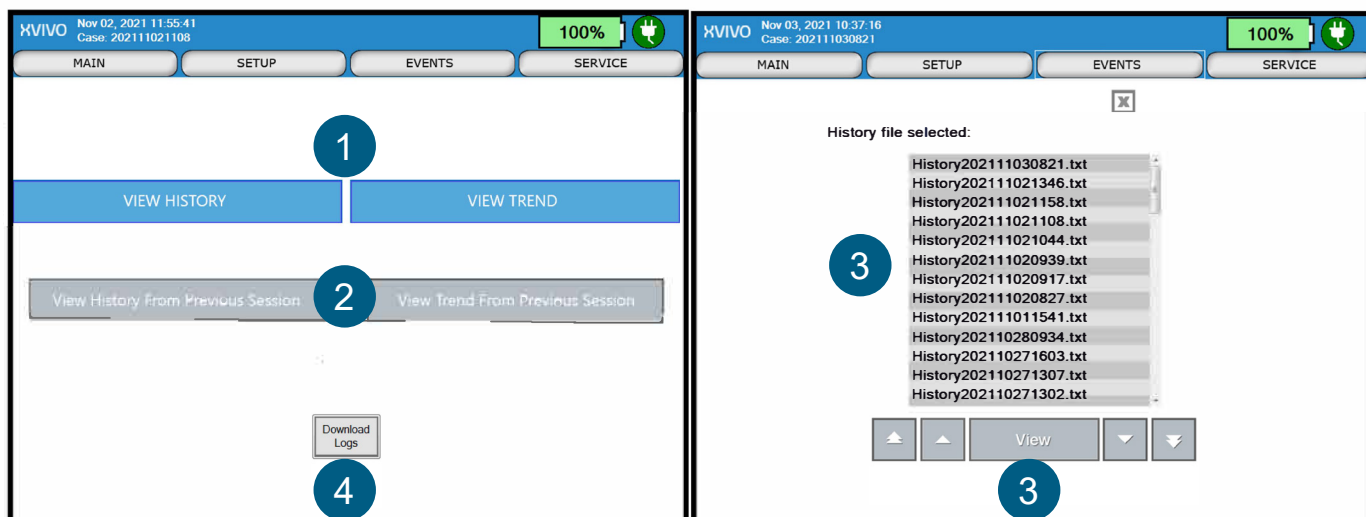 XVIVO Nov 02, 2021 11:55:41
Case: 202111021108
100%
MAIN SETUP EVENTS SERVICE
1
VIEW HISTORY VIEW TREND
View History From Previous Session 2 View Trend From Previous Session
Download
Logs
4
XVIVO Nov 03, 2021 10:37:16
Case: 202111030821
100%
MAIN SETUP EVENTS SERVICE
X
History file selected:
History202111030821.txt
History202111021346.txt
History202111021158.txt
History202111021108.txt
History202111021044.txt
3 History202111020939.txt
History202111020917.txt
History202111020827.txt
History202111011541.txt
History202110280934.txt
History202110271603.txt
History202110271307.txt
History202110271302.txt
View
3